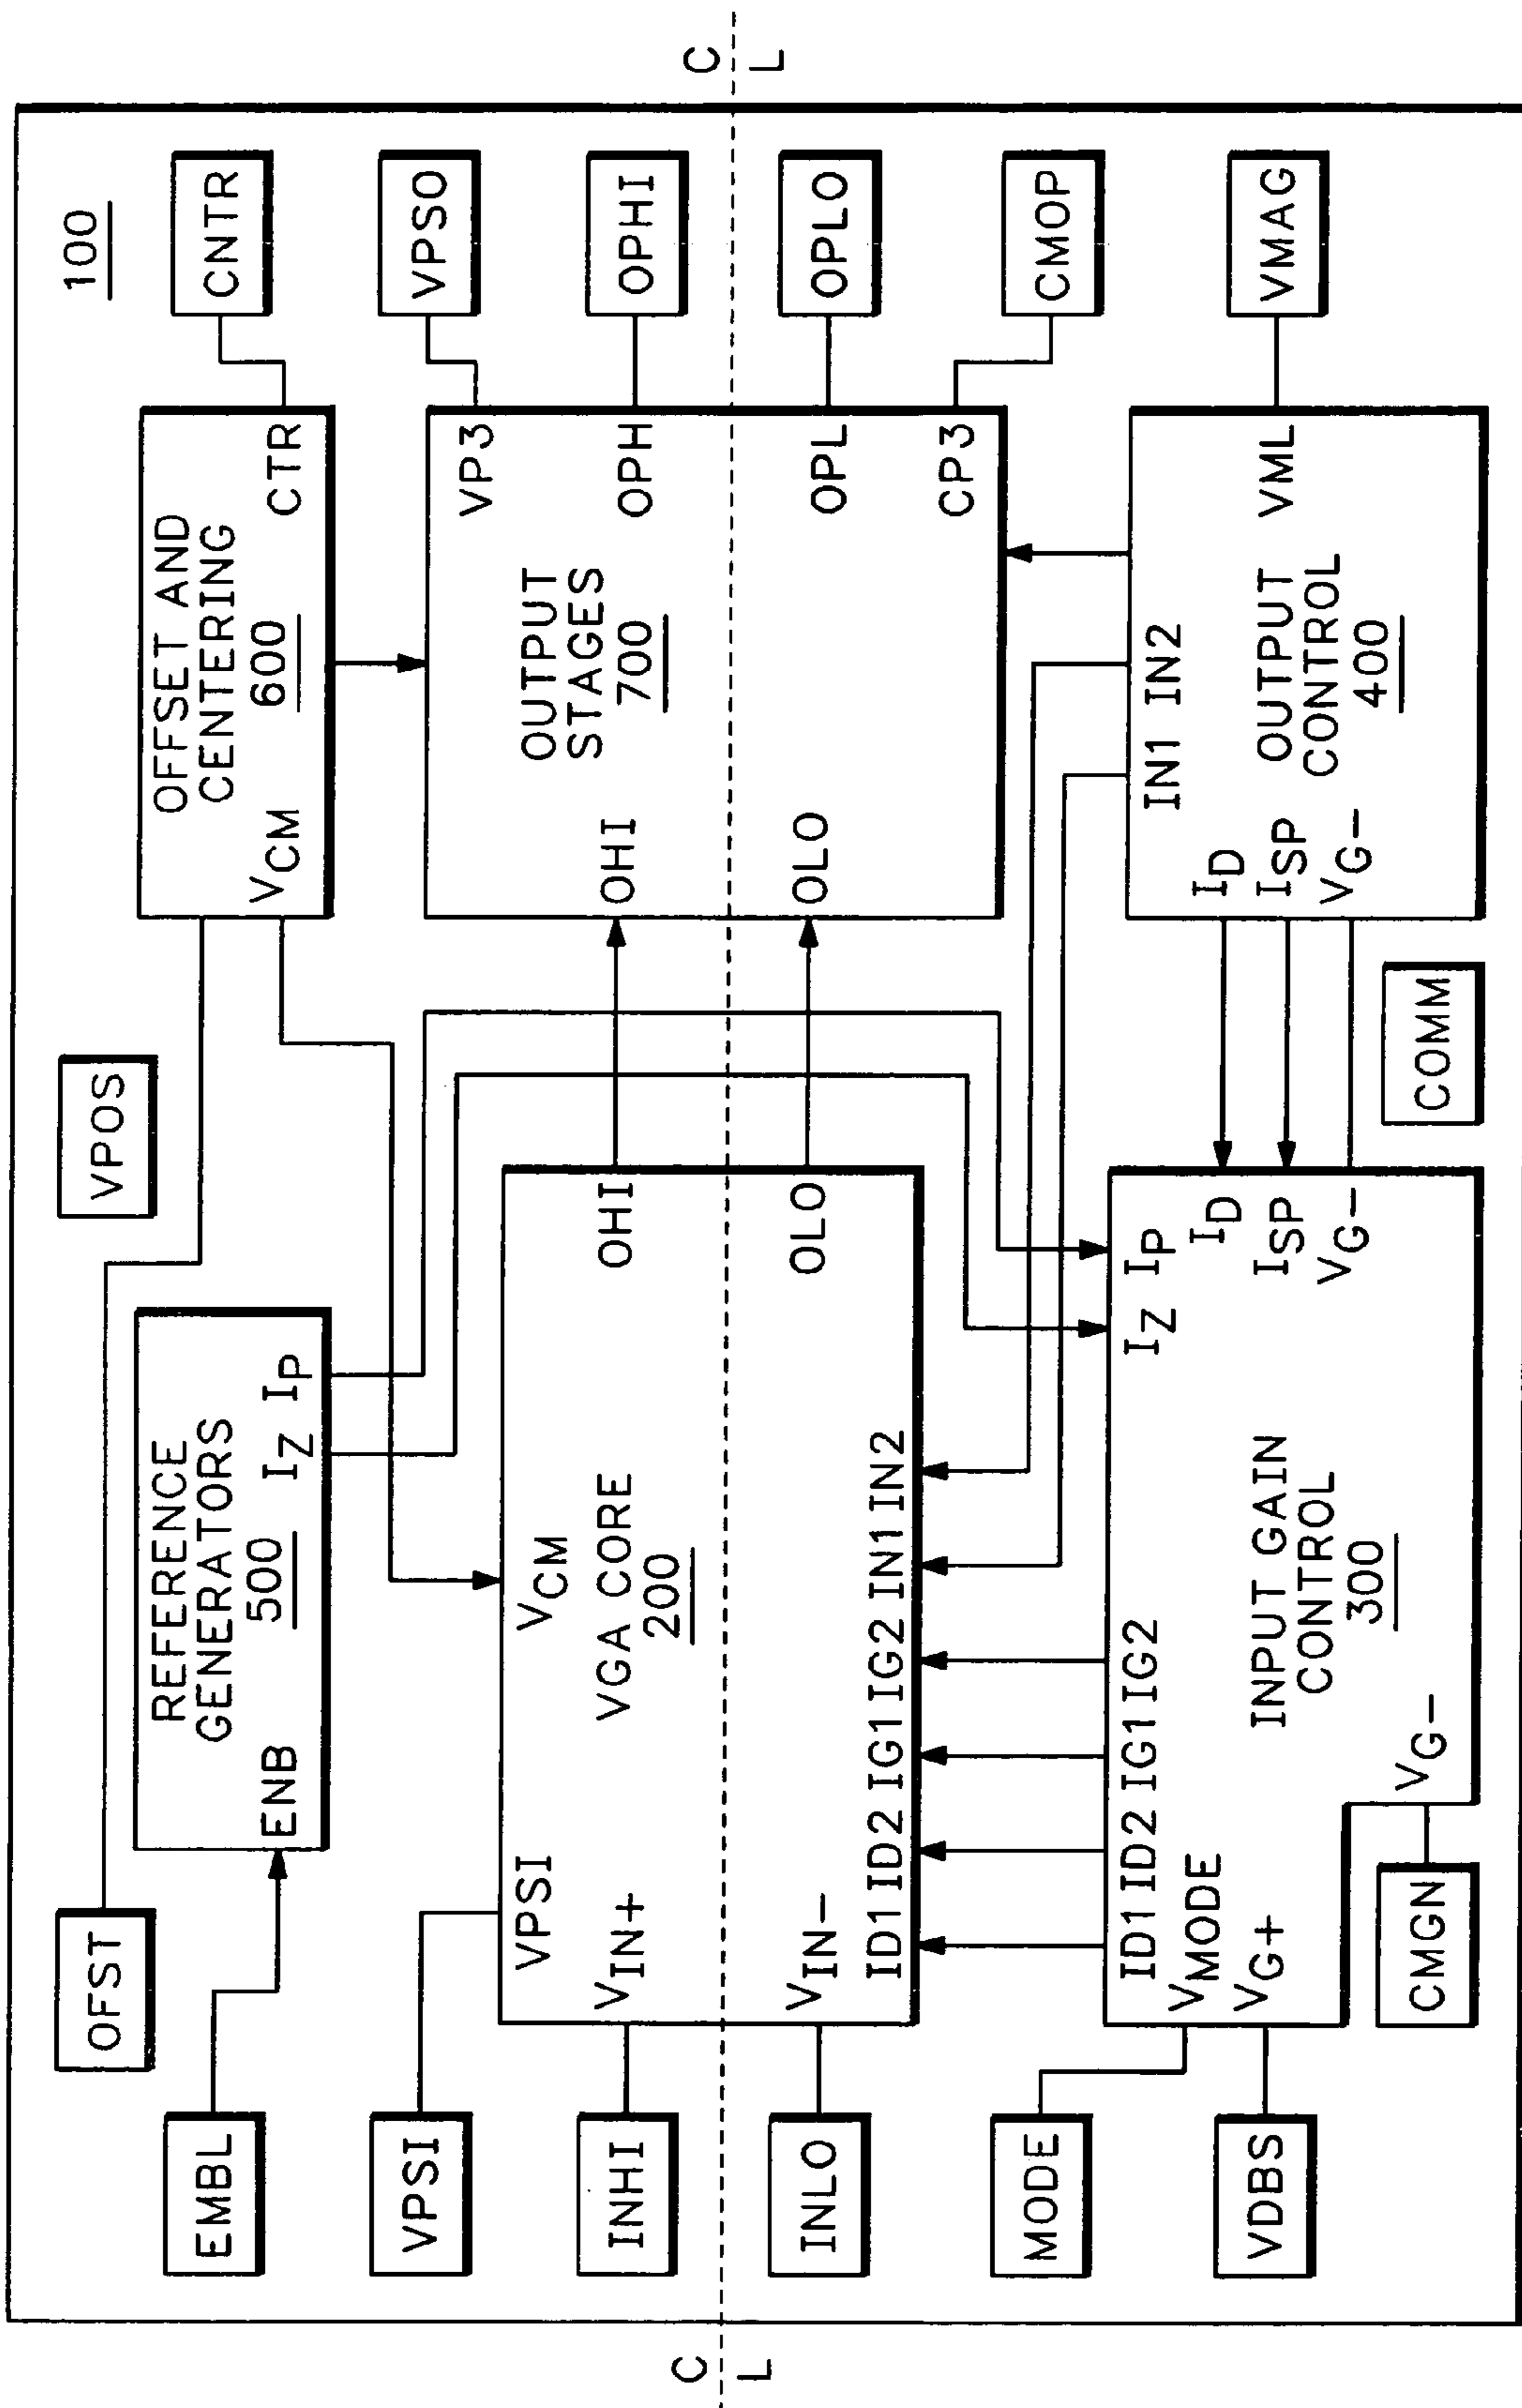 100
OFST
VPOS
EMBL
REFERENCE
GENERATORS
500
ENB
IZ IP
OFFSET AND
CENTERING
600
VCM
CTR
CNTR
VPSI
VPSI
VCM
VGA CORE
200
VIN+
VIN-
OHI
OLO
ID1 ID2 IG1 IG2 IN1 IN2
INHI
INLO
OUTPUT
STAGES
700
OHI
OLO
VP3
OPH
OPL
CP3
VPSO
OPHI
OPLO
CMOP
C
L
C
L
MODE
VDBS
ID1 ID2 IG1 IG2
IZ IP
VMODE
VG+
INPUT GAIN
CONTROL
300
ID
ISP
VG-
VG-
CMGN
COMM
IN1 IN2
ID
ISP
VG-
OUTPUT
CONTROL
400
VML
VMAG